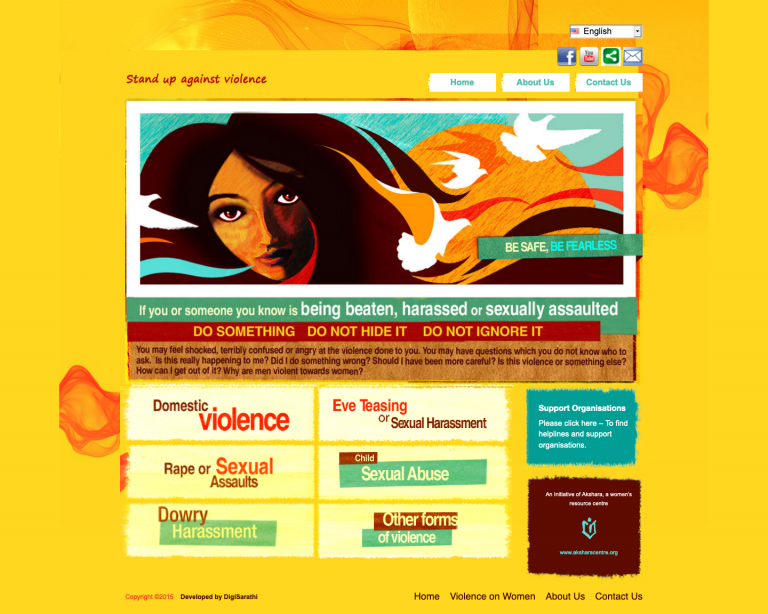 English
Stand up against violence
Home
About Us
Contact Us
BE SAFE, BE FEARLESS
If you or someone you know is being beaten, harassed or sexually assaulted
DO SOMETHING DO NOT HIDE IT DO NOT IGNORE IT
You may feel shocked, terribly confused or angry at the violence done to you. You may have questions which you do not know who to
ask. Is this really happening to me? Did I do something wrong? Should I have been more careful? Is this violence or something else?
How can I get out of it? Why are men violent towards women?
Domestic
violence
Eve Teasing
or Sexual Harassment
Support Organisations
Please click here – To find
helplines and support
organisations.
Rape or Sexual
Assaults
Child
Sexual Abuse
Dowry
Harassment
Other forms
of violence
An Initiative of Akshara, a women's
resource centre
www.aksharacentre.org
Copyright ©2015 Developed by DigiSarathi
Home Violence on Women About Us Contact Us